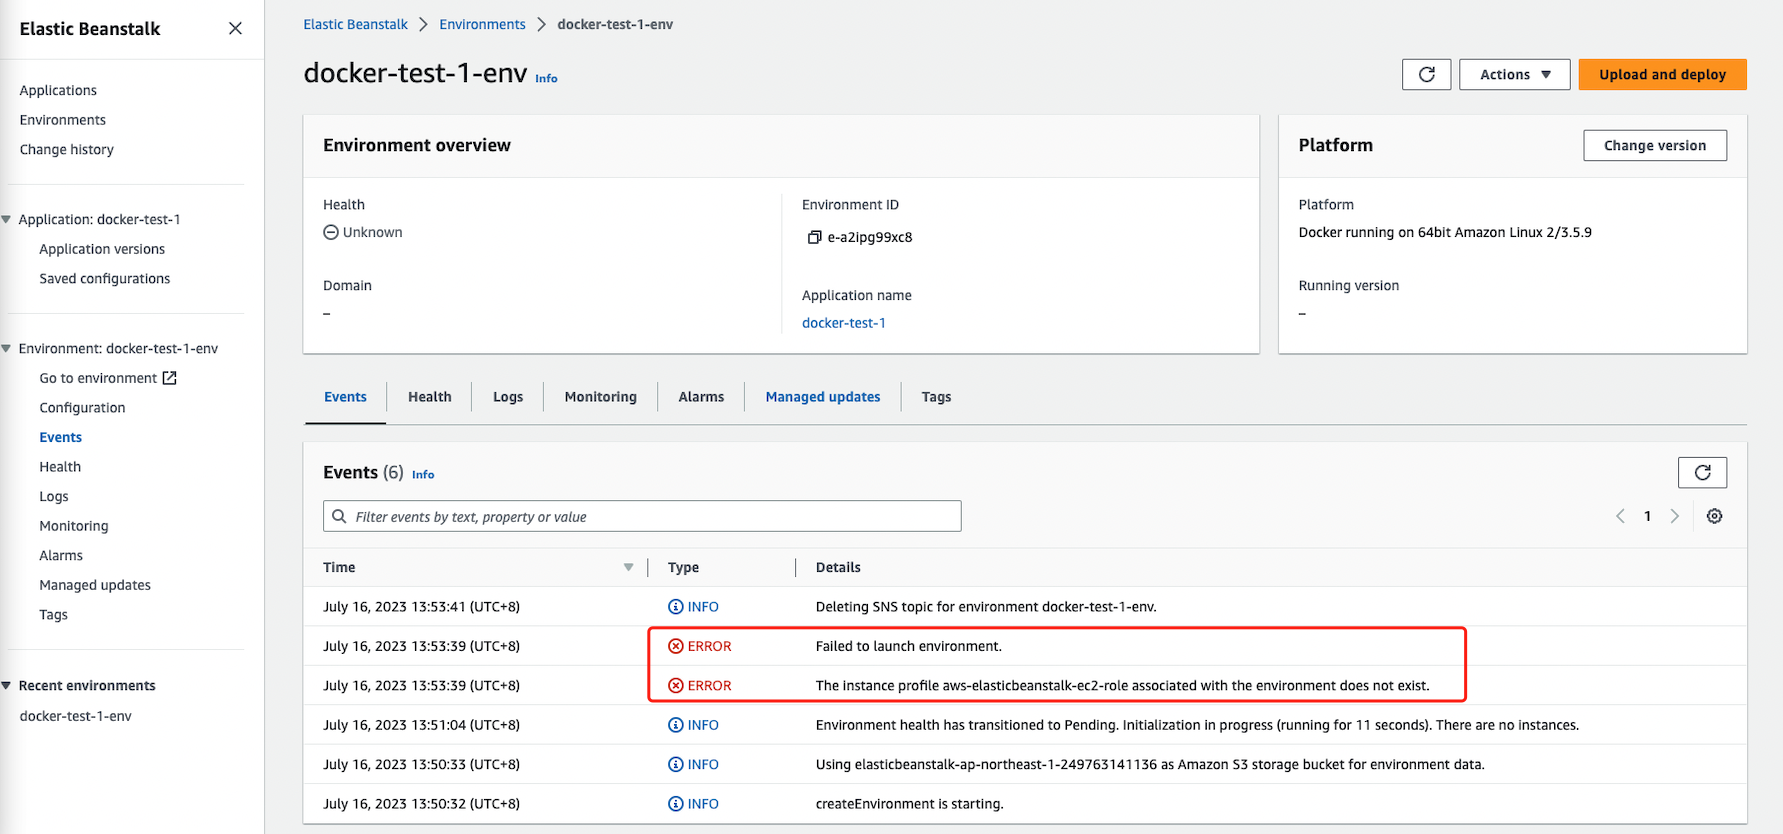 Elastic Beanstalk
Applications
Environments
Change history
Application: docker-test-1
Application versions
Saved configurations
Environment: docker-test-1-env
Go to environment
Configuration
Events
Health
Logs
Monitoring
Alarms
Managed updates
Tags
Recent environments
docker-test-1-env
Elastic Beanstalk > Environments > docker-test-1-env
docker-test-1-env Info
Actions
Upload and deploy
Environment overview
Health
Unknown
Domain
–
Environment ID
e-a2ipg99xc8
Application name
docker-test-1
Platform
Change version
Platform
Docker running on 64bit Amazon Linux 2/3.5.9
Running version
–
Events Health Logs Monitoring Alarms Managed updates Tags
Events (6) Info
Filter events by text, property or value
1
Time Type Details
July 16, 2023 13:53:41 (UTC+8) INFO Deleting SNS topic for environment docker-test-1-env.
July 16, 2023 13:53:39 (UTC+8) ERROR Failed to launch environment.
July 16, 2023 13:53:39 (UTC+8) ERROR The instance profile aws-elasticbeanstalk-ec2-role associated with the environment does not exist.
July 16, 2023 13:51:04 (UTC+8) INFO Environment health has transitioned to Pending. Initialization in progress (running for 11 seconds). There are no instances.
July 16, 2023 13:50:33 (UTC+8) INFO Using elasticbeanstalk-ap-northeast-1-249763141136 as Amazon S3 storage bucket for environment data.
July 16, 2023 13:50:32 (UTC+8) INFO createEnvironment is starting.